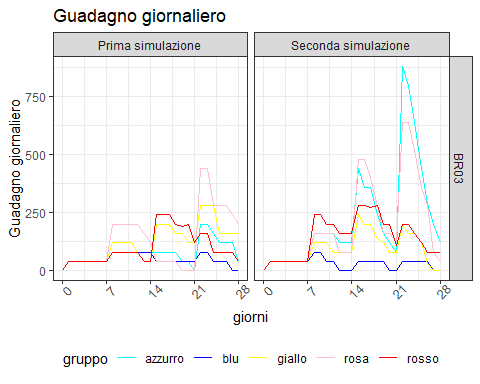 Guadagno giornaliero
Prima simulazione
Seconda simulazione
Guadagno giornaliero
750
500
250
0
BR03
0 7 14 21 28
0 7 14 21 28
giorni
gruppo azzurro blu giallo rosa rosso